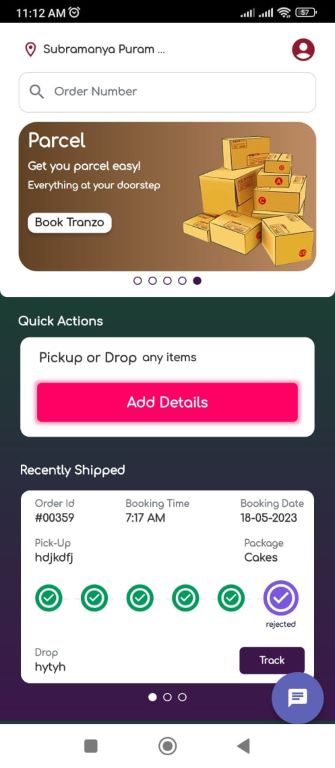 11:12 AM
57
Subramanya Puram ...
Order Number
Parcel
Get you parcel easy!
Everything at your doorstep
Book Tranzo
Quick Actions
Pickup or Drop any items
Add Details
Recently Shipped
Order Id Booking Time Booking Date
#00359 7:17 AM 18-05-2023
Pick-Up Package
hdjkdfj Cakes
rejected
Drop
hytyh
Track